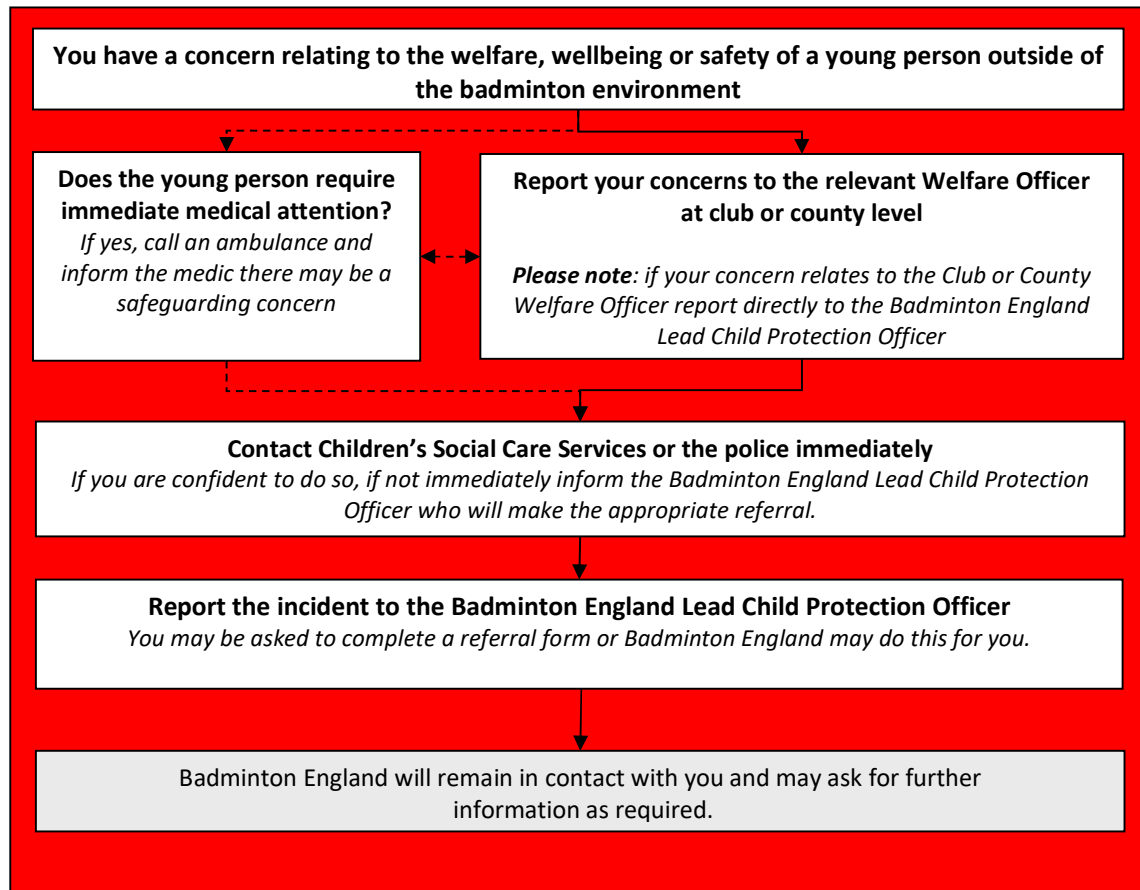 You have a concern relating to the welfare, wellbeing or safety of a young person outside of
the badminton environment
Does the young person require
immediate medical attention?
If yes, call an ambulance and
inform the medic there may be a
safeguarding concern
Report your concerns to the relevant Welfare Officer
at club or county level
Please note: if your concern relates to the Club or County
Welfare Officer report directly to the Badminton England
Lead Child Protection Officer
Contact Children’s Social Care Services or the police immediately
If you are confident to do so, if not immediately inform the Badminton England Lead Child Protection
Officer who will make the appropriate referral.
Report the incident to the Badminton England Lead Child Protection Officer
You may be asked to complete a referral form or Badminton England may do this for you.
Badminton England will remain in contact with you and may ask for further
information as required.